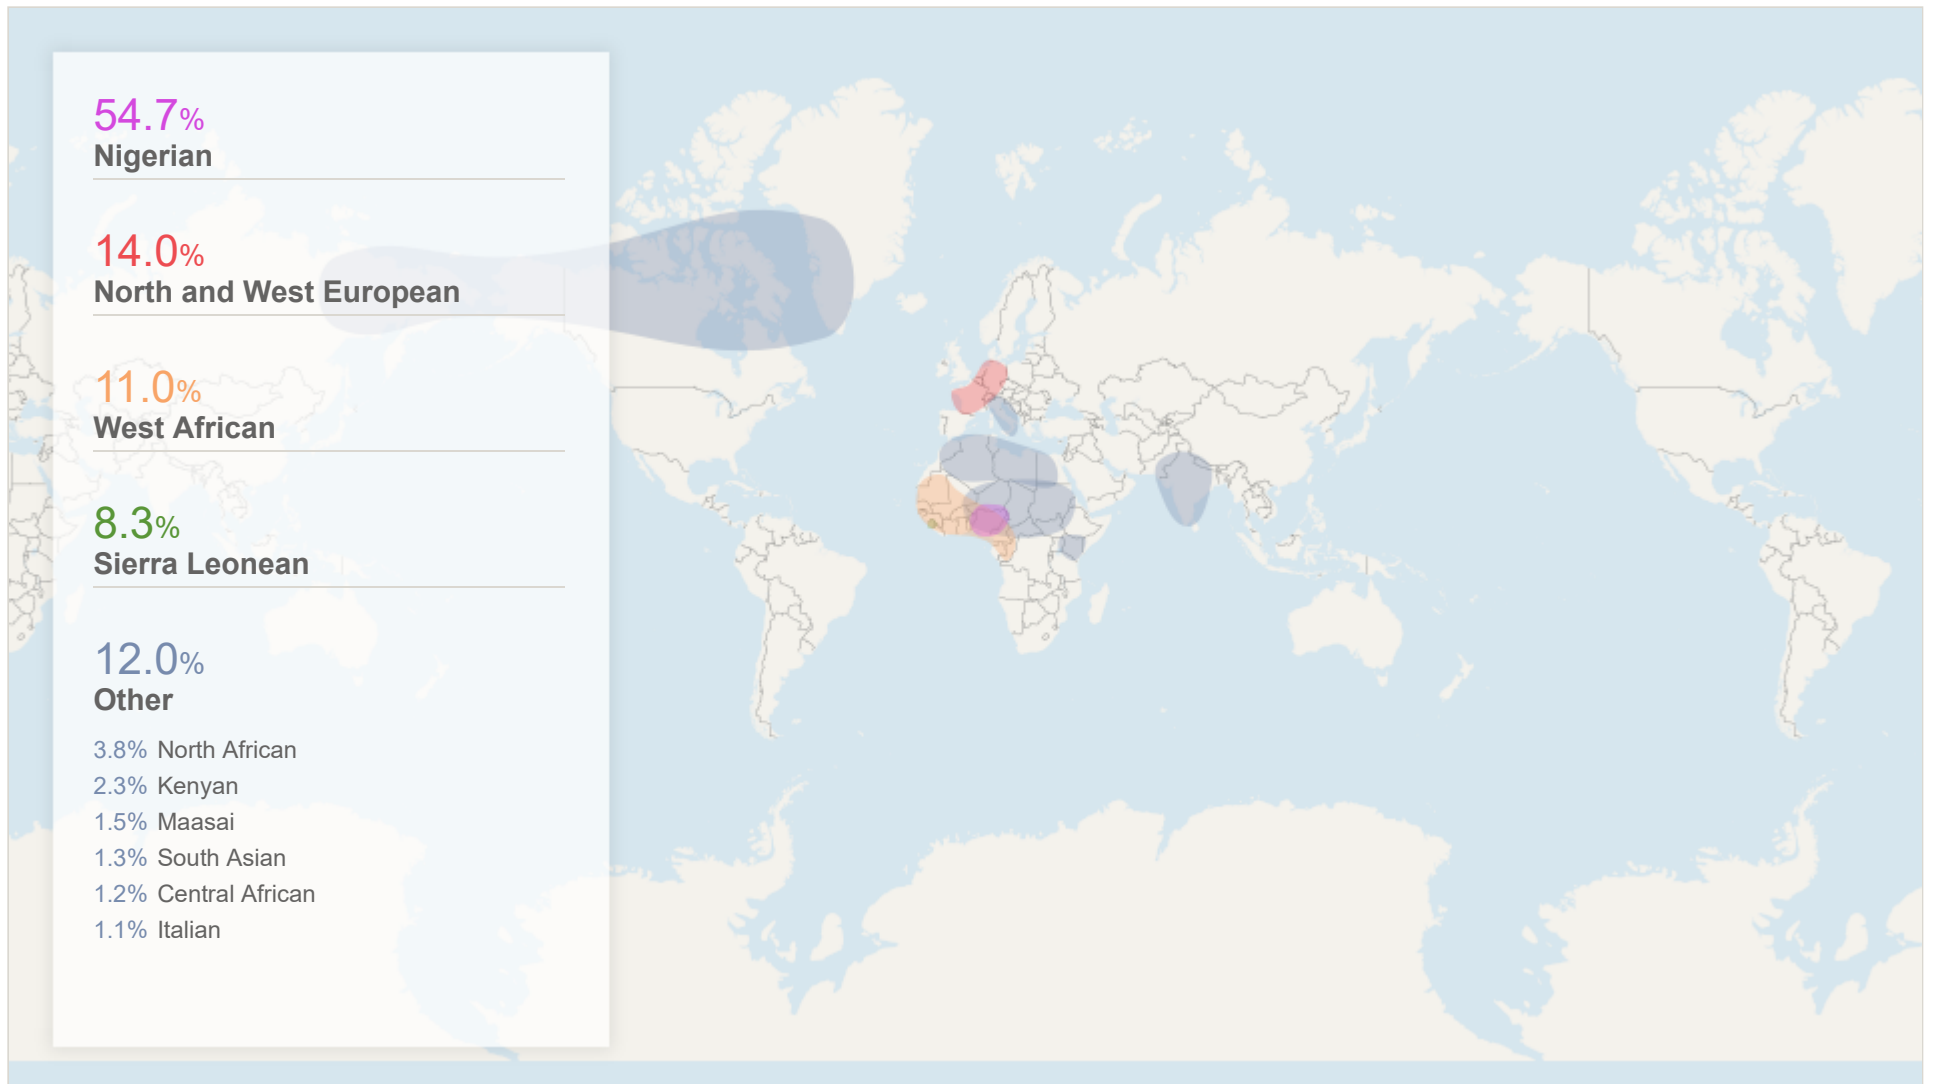 54.7%
Nigerian
14.0%
North and West European
11.0%
West African
8.3%
Sierra Leonean
12.0%
Other
3.8% North African
2.3% Kenyan
1.5% Maasai
1.3% South Asian
1.2% Central African
1.1% Italian